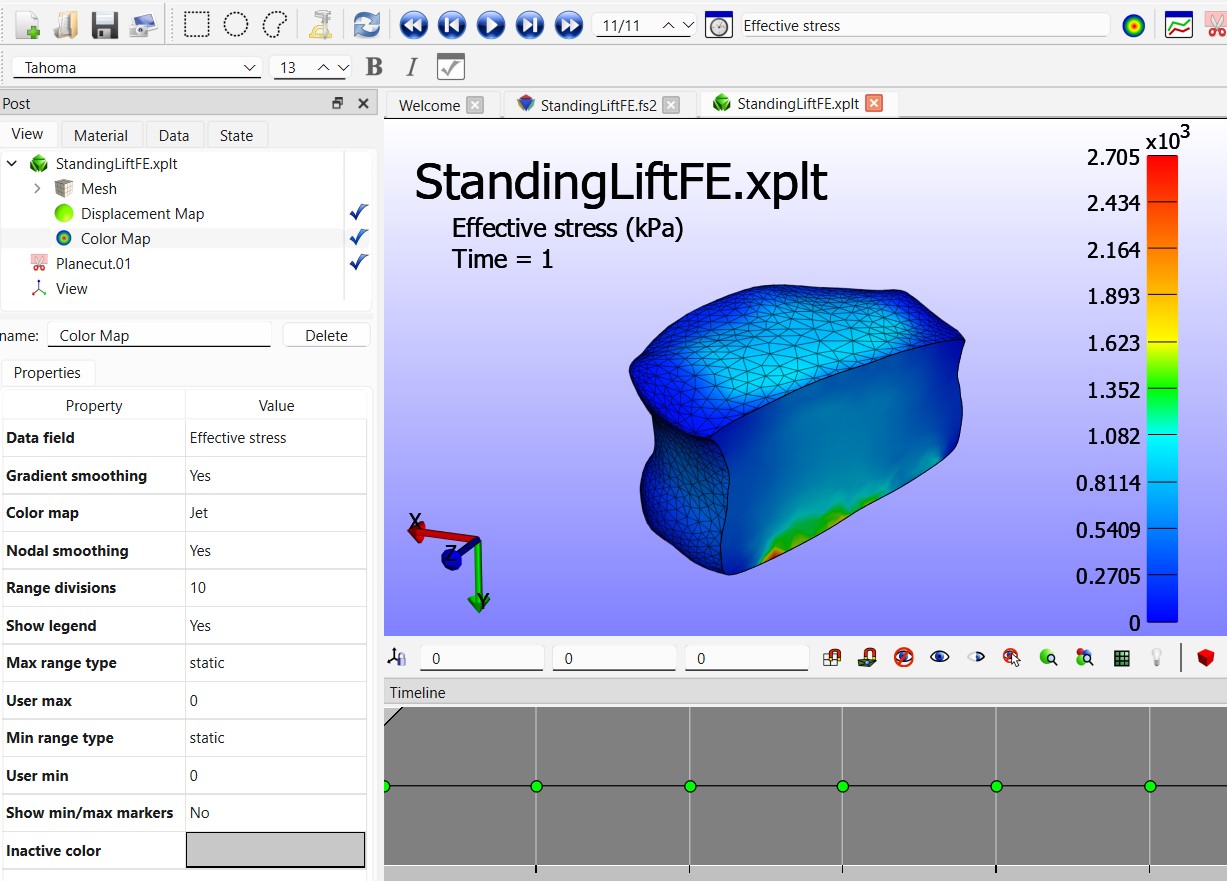 11/11
Effective stress
Tahoma
13
B
I
Post
Welcome
StandingLiftFE.fs2
StandingLiftFE.xplt
View
Material
Data
State
StandingLiftFE.xplt
Mesh
Displacement Map
Color Map
Planecut.01
View
name:
Color Map
Delete
Properties
Property
Value
Data field
Effective stress
Gradient smoothing
Yes
Color map
Jet
Nodal smoothing
Yes
Range divisions
10
Show legend
Yes
Max range type
static
User max
0
Min range type
static
User min
0
Show min/max markers
No
Inactive color
StandingLiftFE.xplt
Effective stress (kPa)
Time = 1
x10³
2.705
2.434
2.164
1.893
1.623
1.352
1.082
0.8114
0.5409
0.2705
0
X
Z
Y
0
0
0
Timeline